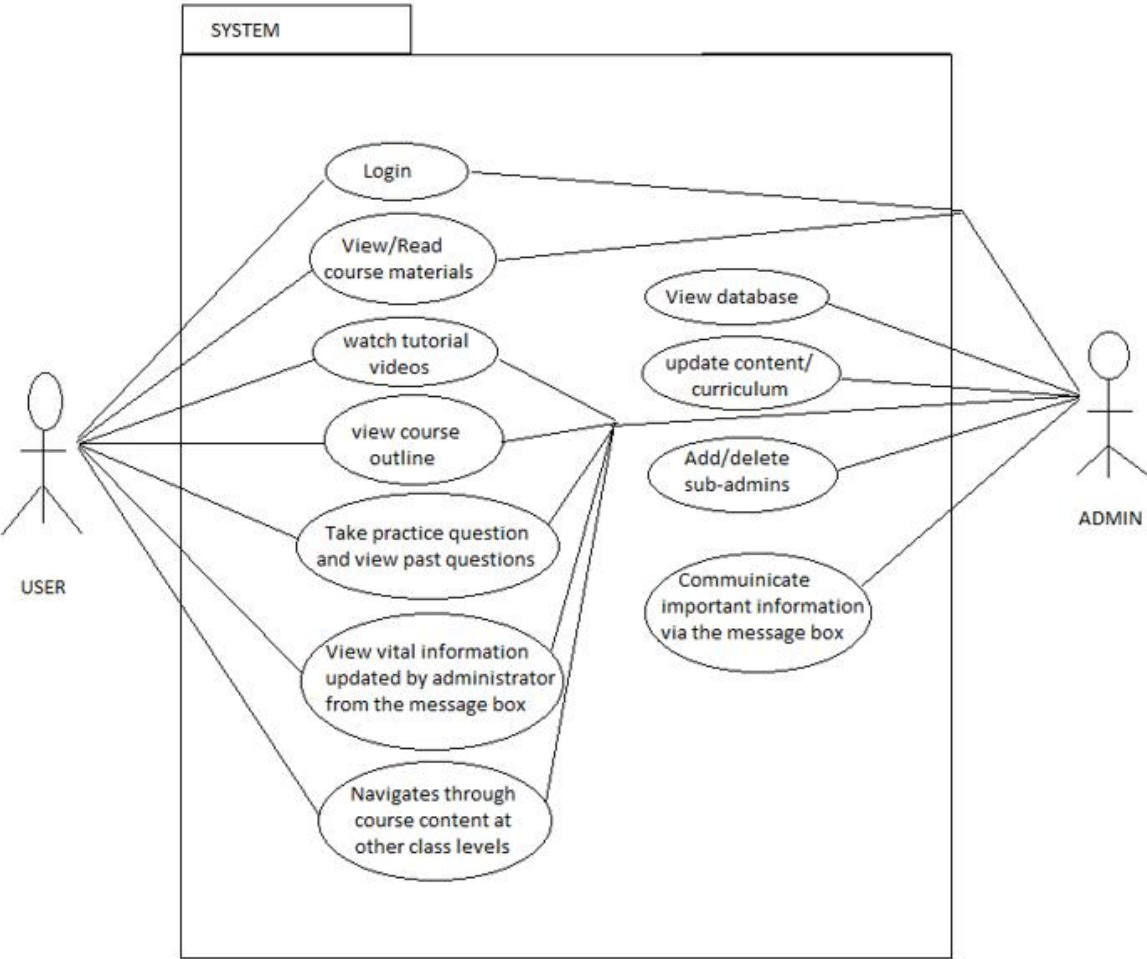 SYSTEM
Login
View/Read
course materials
watch tutorial
videos
view course
outline
Take practice question
and view past questions
View vital information
updated by administrator
from the message box
Navigates through
course content at
other class levels
View database
update content/
curriculum
Add/delete
sub-admins
Commuinicate
important information
via the message box
USER
ADMIN